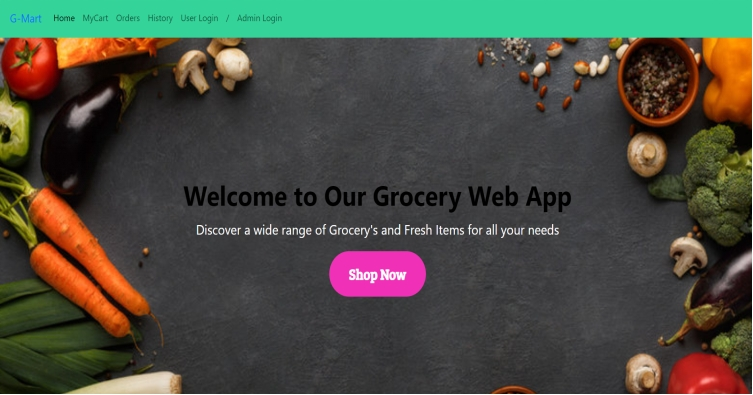 G-Mart Home MyCart Orders History User Login / Admin Login
Welcome to Our Grocery Web App
Discover a wide range of Grocery's and Fresh Items for all your needs
Shop Now